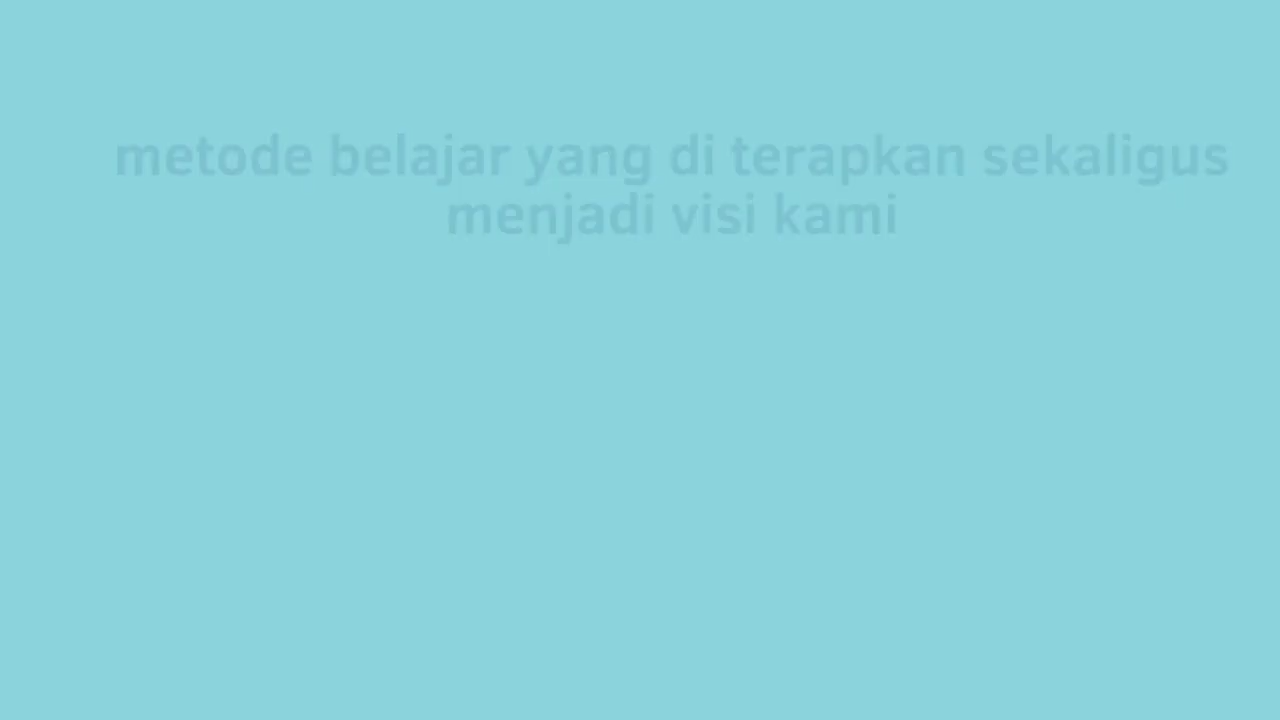 metode belajar yang di terapkan sekaligus
menjadi visi kami